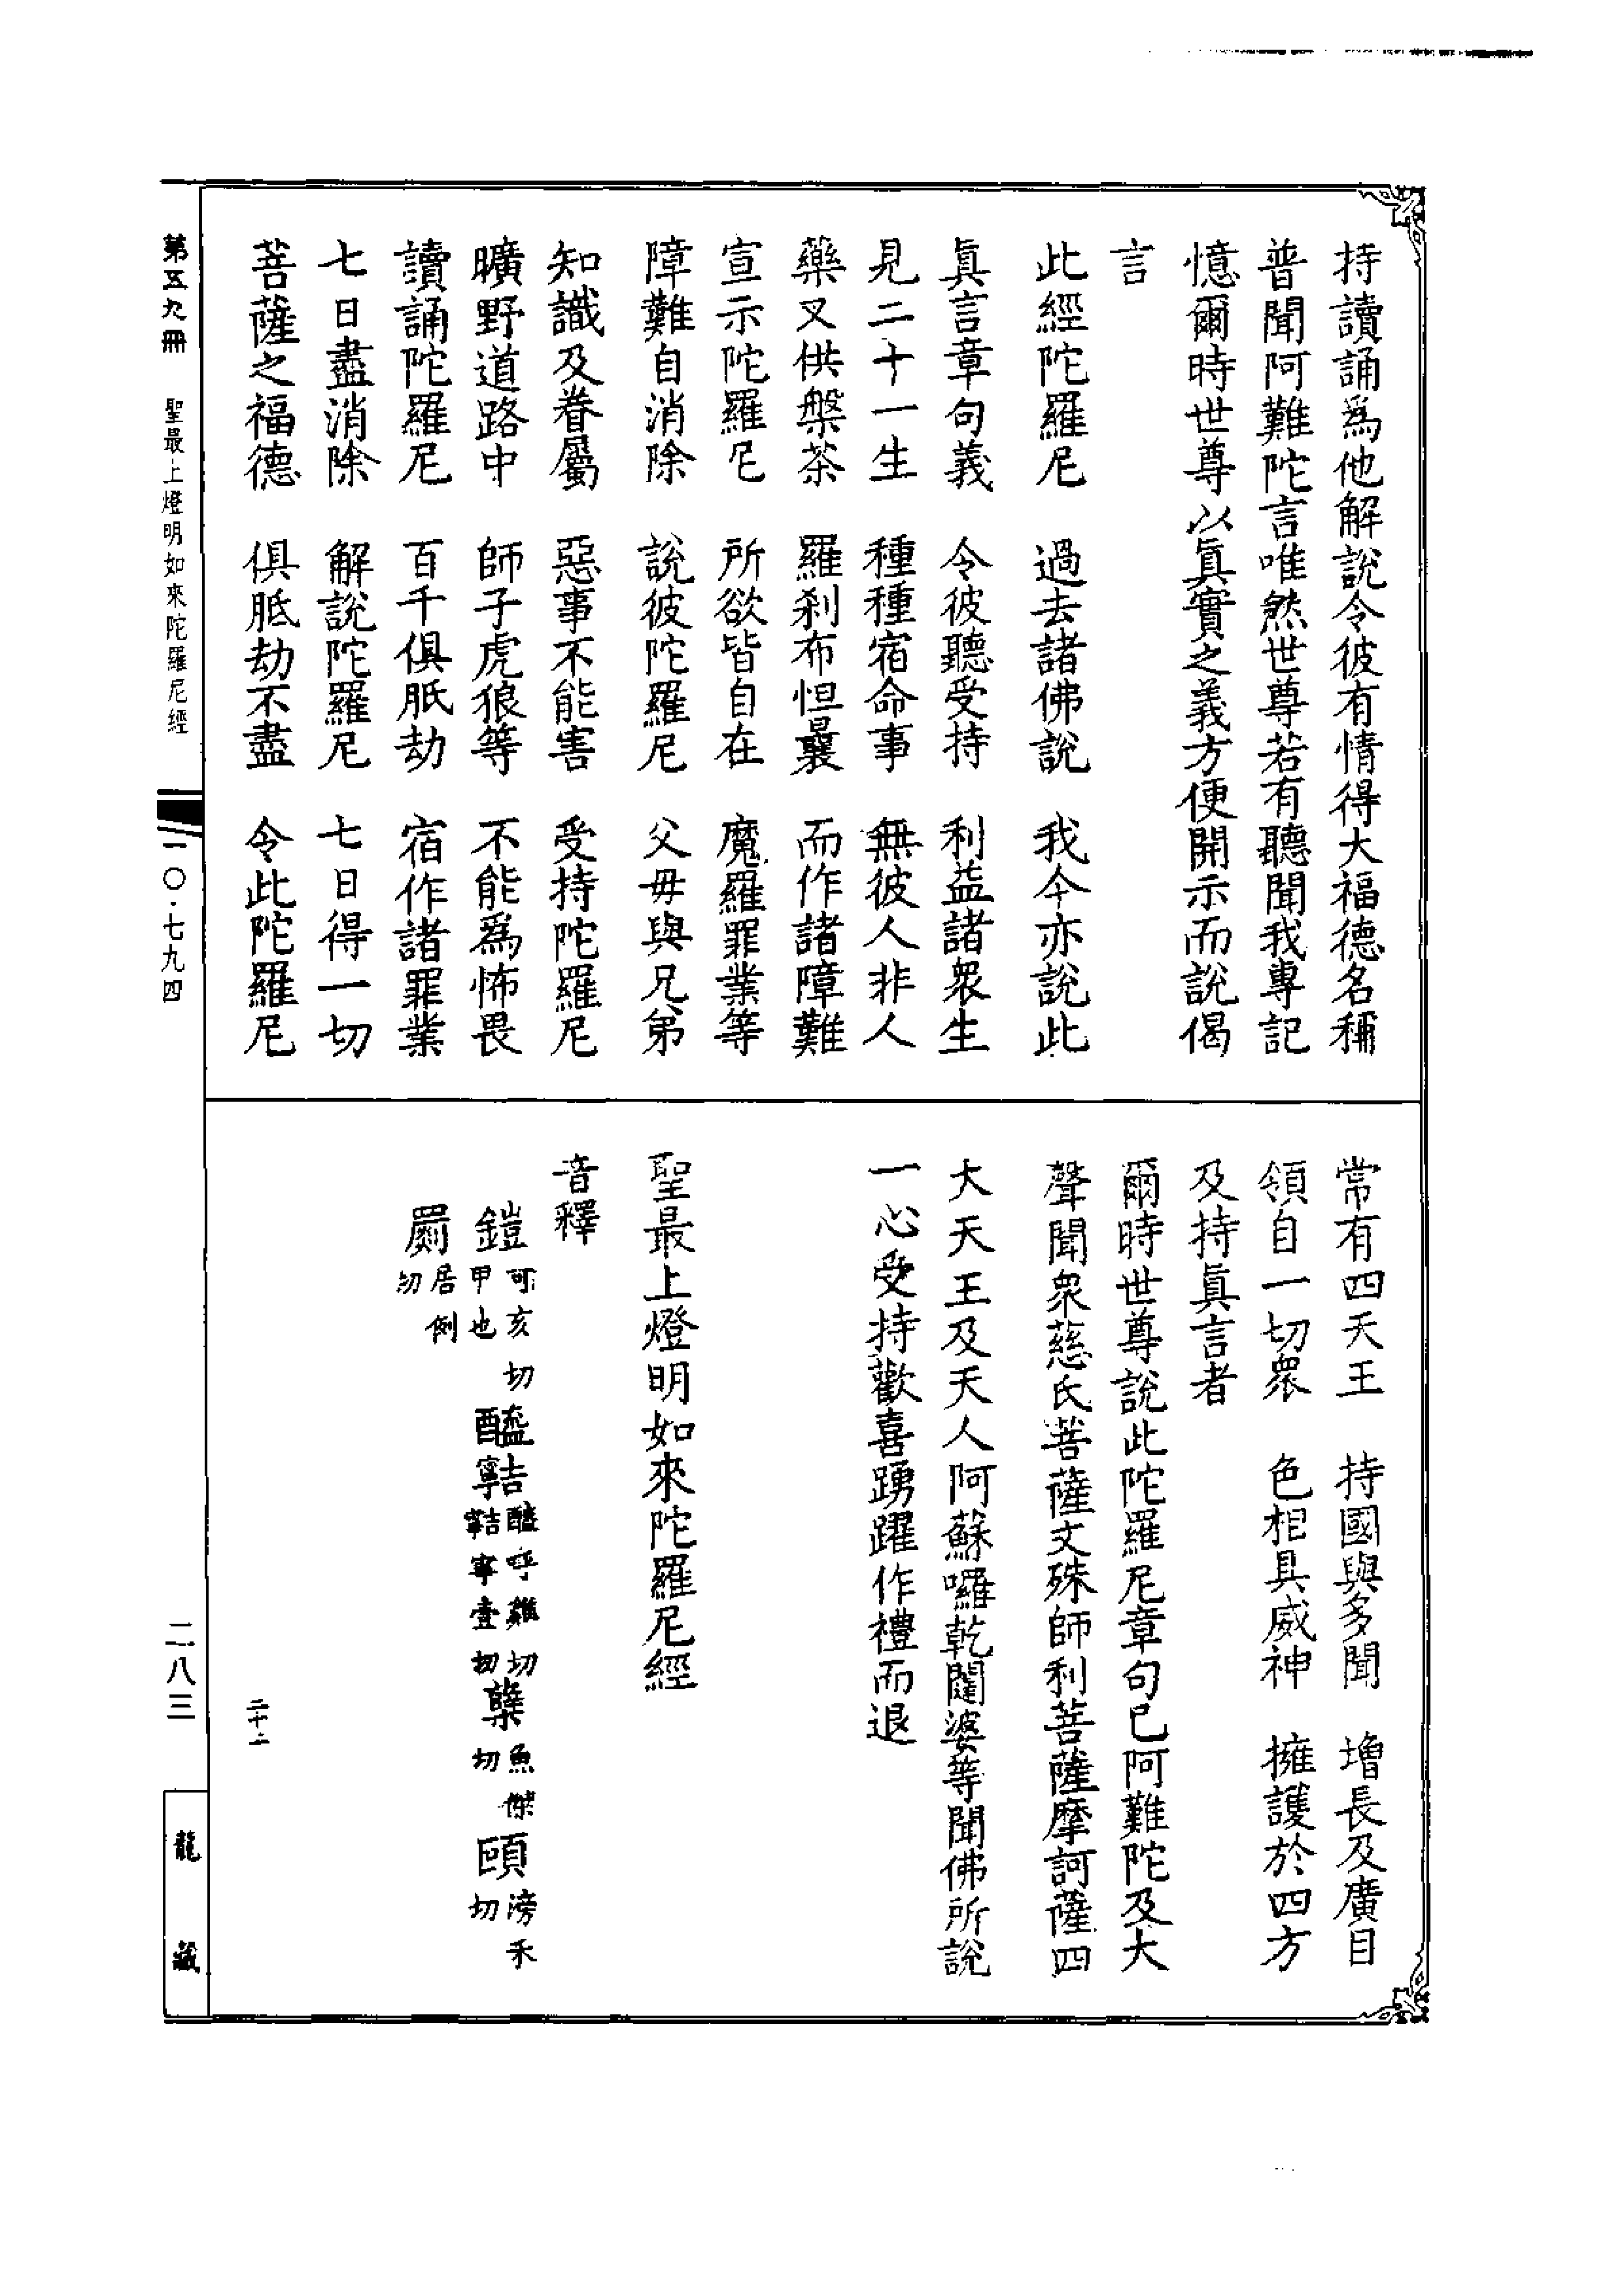 持讀誦爲他解說令彼有情得大福德名稱
普聞阿難陀言唯然世尊若有聽聞我專記
憶爾時世尊以眞實之義方便開示而說偈
言
此經陀羅尼　過去諸佛說　我今亦說此
眞言章句義　令彼聽受持　利益諸衆生
見二十一生　種種宿命事　無彼人非人
藥叉供槃茶　羅刹布怛曩　而作諸障難
宣示陀羅尼　所欲皆自在　魔羅罪業等
障難自消除　說彼陀羅尼　父母與兄弟
知識及眷屬　惡事不能害　受持陀羅尼
曠野道路中　師子虎狼等　不能爲怖畏
讀誦陀羅尼　百千俱胝劫　宿作諸罪業
七日盡消除　解說陀羅尼　七日得一切
菩薩之福德　俱胝劫不盡　令此陀羅尼
常有四天王　持國與多聞　增長及廣目
領自一切衆　色相具威神　擁護於四方
及持眞言者
爾時世尊說此陀羅尼章句已阿難陀及大
聲聞衆慈氏菩薩文殊師利菩薩摩訶薩四
大天王及天人阿蘇囉乾闥婆等聞佛所說
一心受持歡喜踴躍作禮而退
聖最上燈明如來陀羅尼經
音釋
鎧可亥切甲也　醯𡫸醯呼雞切𡫸寧壹切　櫱魚傑切　頤滂禾切
罽居例切
二十二
第五九冊　聖最上燈明如來陀羅尼經　一〇·七九四　二八三　龍藏